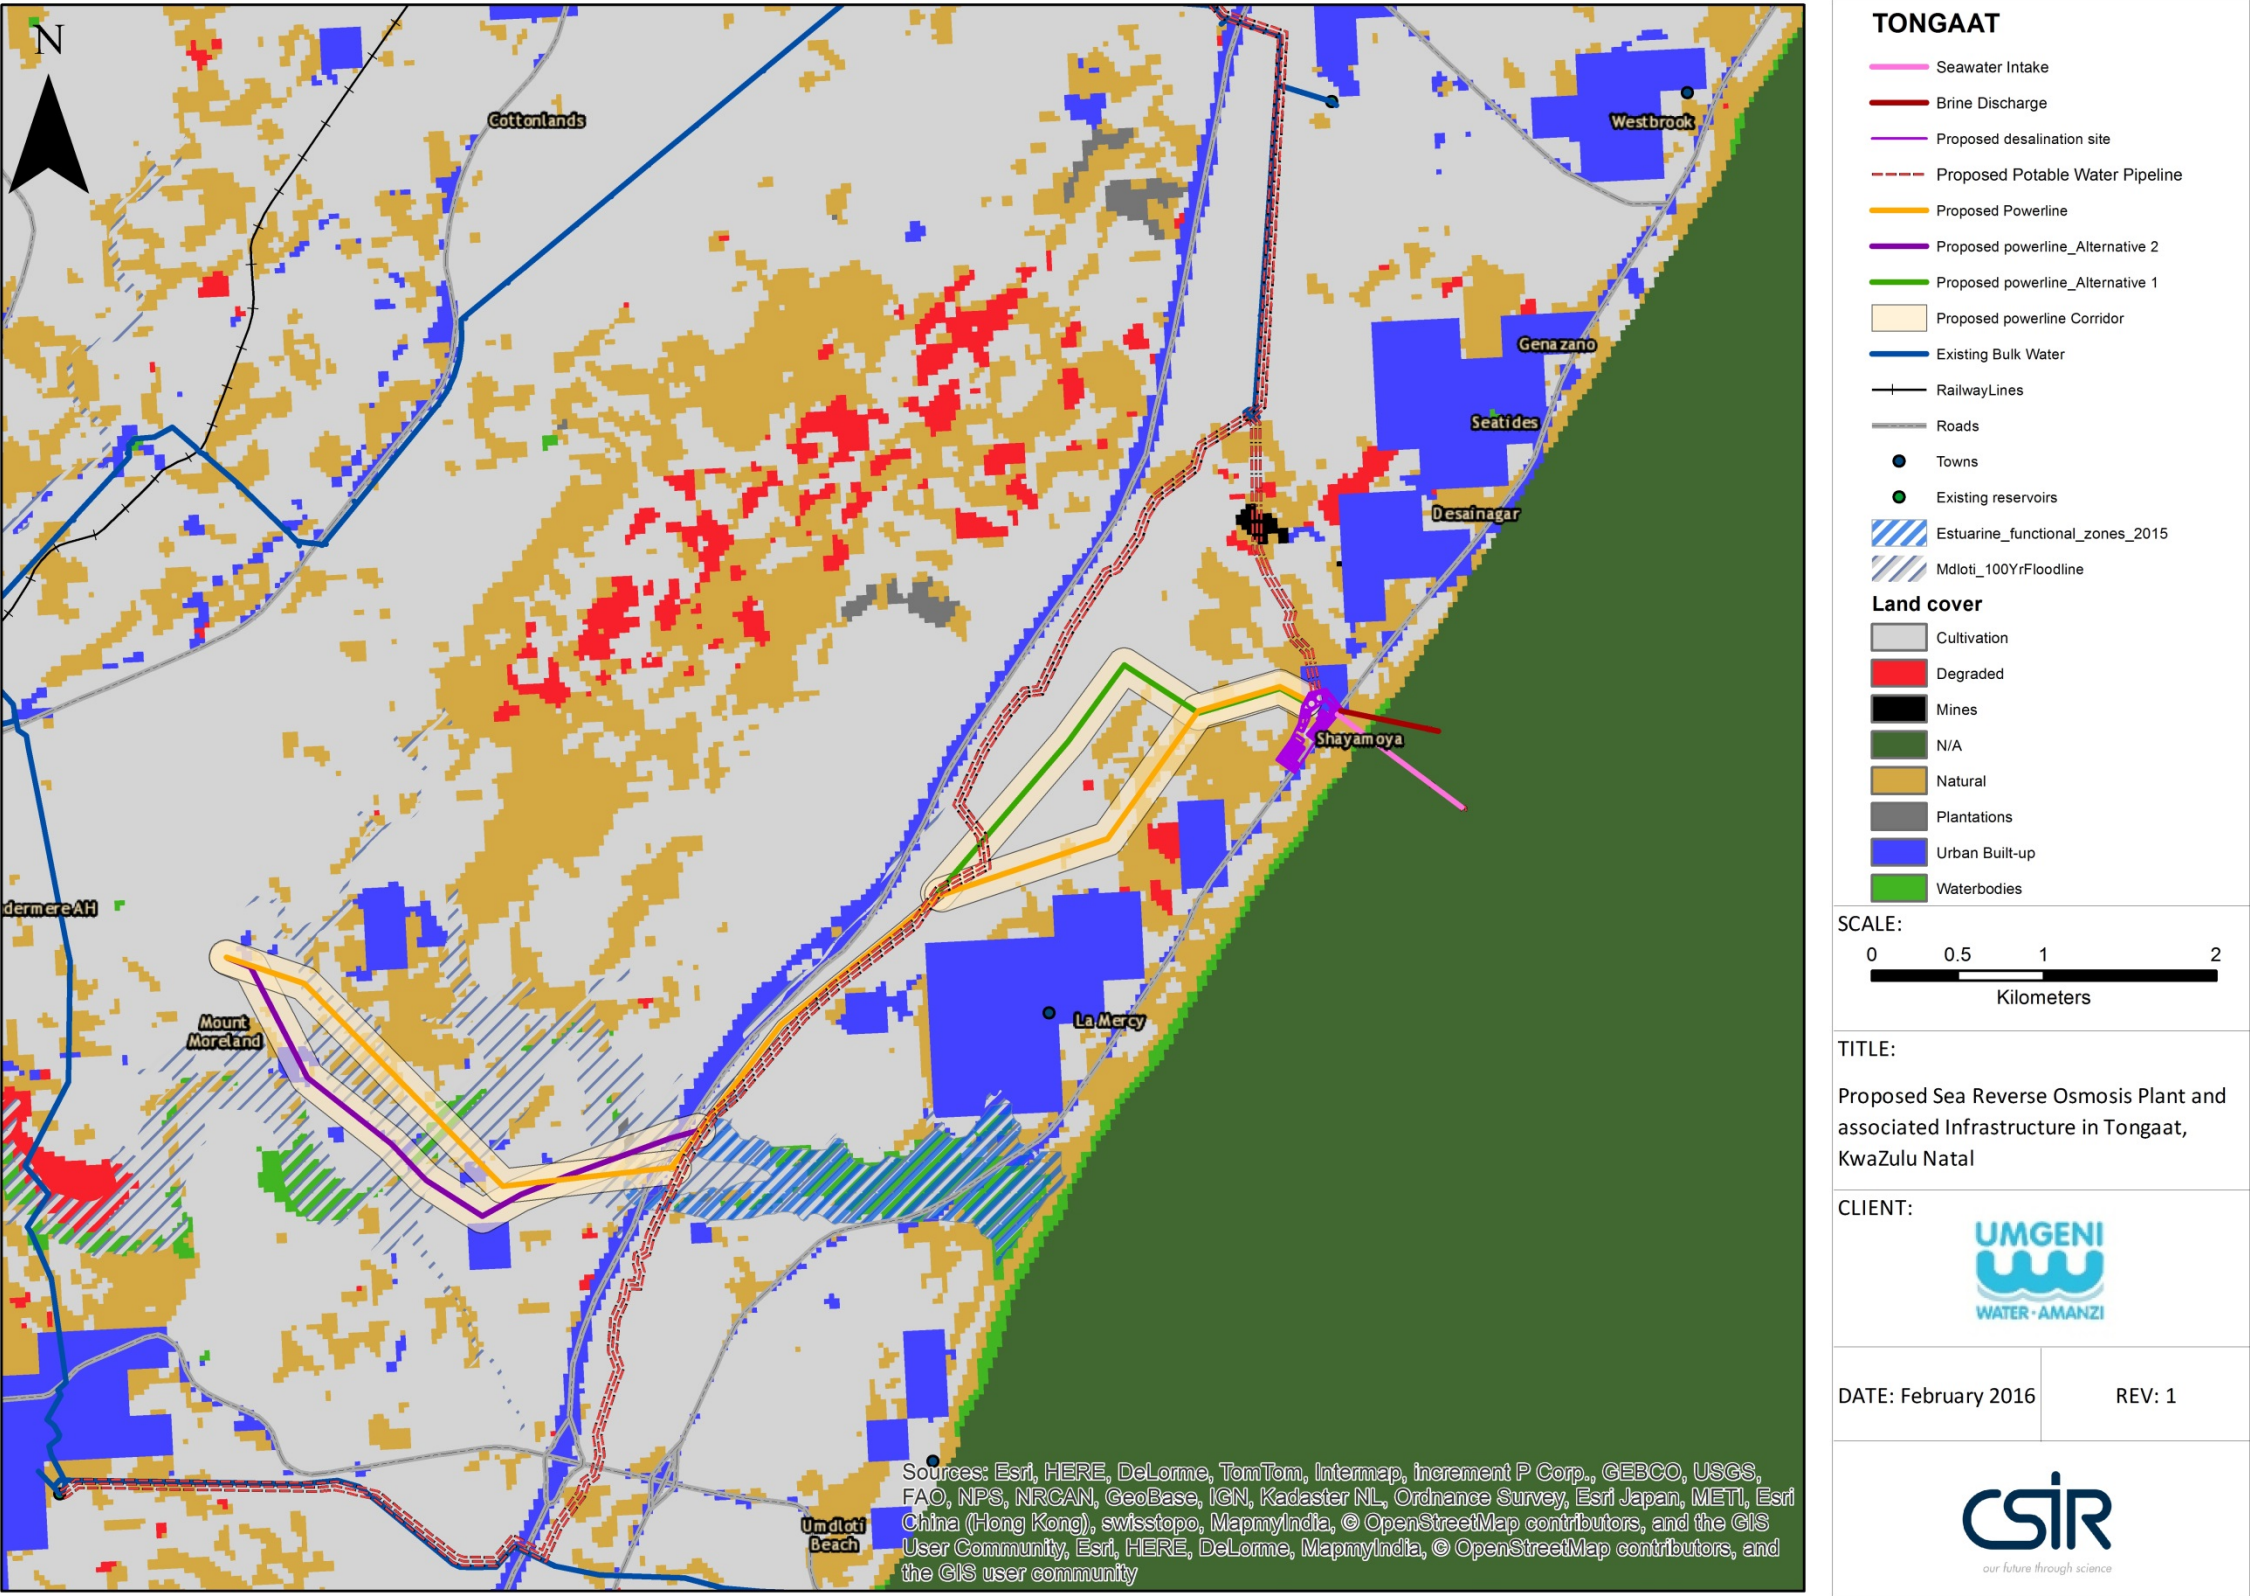 N
Cottonlands
Westbrook
Genazano
Seatides
Desainagar
Shayamoya
dermere AH
Mount
Moreland
La Mercy
Umdloti
Beach
Sources: Esri, HERE, DeLorme, TomTom, Intermap, increment P Corp., GEBCO, USGS,
FAO, NPS, NRCAN, GeoBase, IGN, Kadaster NL, Ordnance Survey, Esri Japan, METI, Esri
China (Hong Kong), swisstopo, MapmyIndia, © OpenStreetMap contributors, and the GIS
User Community, Esri, HERE, DeLorme, MapmyIndia, © OpenStreetMap contributors, and
the GIS user community
TONGAAT
Seawater Intake
Brine Discharge
Proposed desalination site
Proposed Potable Water Pipeline
Proposed Powerline
Proposed powerline_Alternative 2
Proposed powerline_Alternative 1
Proposed powerline Corridor
Existing Bulk Water
RailwayLines
Roads
Towns
Existing reservoirs
Estuarine_functional_zones_2015
Mdloti_100YrFloodline
Land cover
Cultivation
Degraded
Mines
N/A
Natural
Plantations
Urban Built-up
Waterbodies
SCALE:
0 0.5 1 2
Kilometers
TITLE:
Proposed Sea Reverse Osmosis Plant and
associated Infrastructure in Tongaat,
KwaZulu Natal
CLIENT:
UMGENI
WATER · AMANZI
DATE: February 2016 REV: 1
CSIR
our future through science